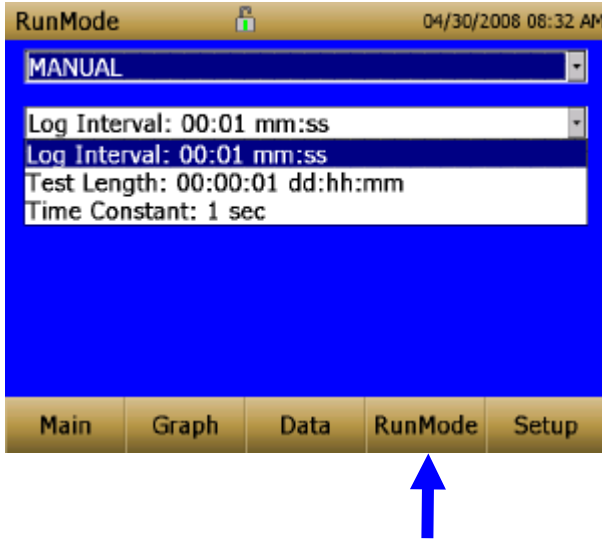 RunMode 04/30/2008 08:32 AM
MANUAL
Log Interval: 00:01 mm:ss
Log Interval: 00:01 mm:ss
Test Length: 00:00:01 dd:hh:mm
Time Constant: 1 sec
Main Graph Data RunMode Setup